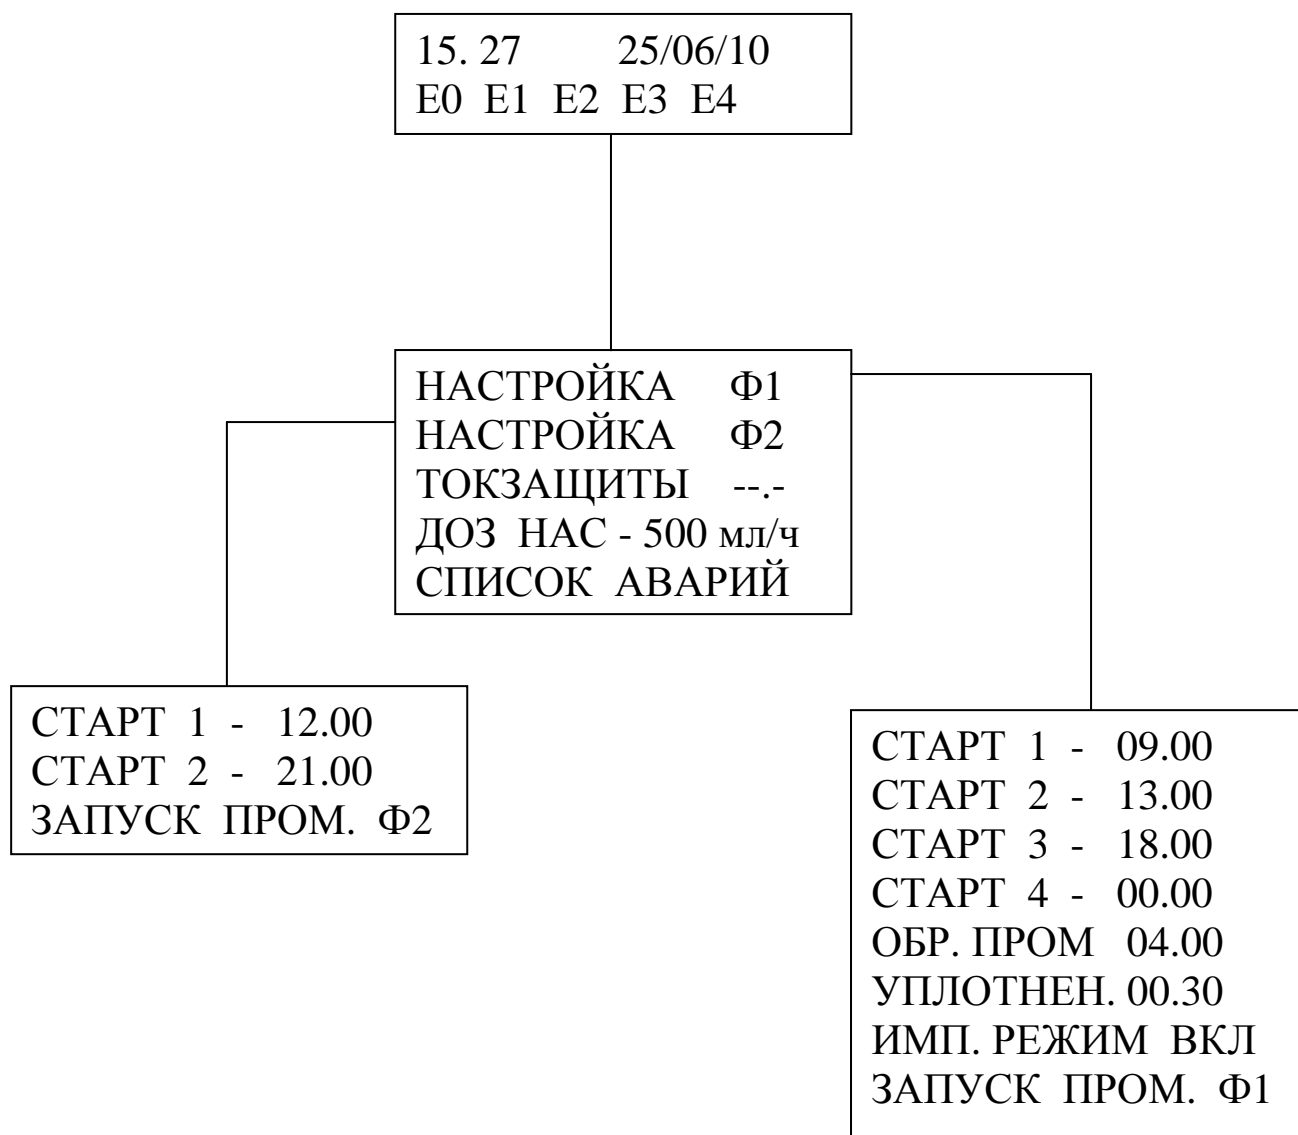 15. 27 25/06/10
E0 E1 E2 E3 E4
НАСТРОЙКА Ф1
НАСТРОЙКА Ф2
ТОКЗАЩИТЫ --.-
ДОЗ НАС - 500 мл/ч
СПИСОК АВАРИЙ
СТАРТ 1 - 12.00
СТАРТ 2 - 21.00
ЗАПУСК ПРОМ. Ф2
СТАРТ 1 - 09.00
СТАРТ 2 - 13.00
СТАРТ 3 - 18.00
СТАРТ 4 - 00.00
ОБР. ПРОМ 04.00
УПЛОТНЕН. 00.30
ИМП. РЕЖИМ ВКЛ
ЗАПУСК ПРОМ. Ф1